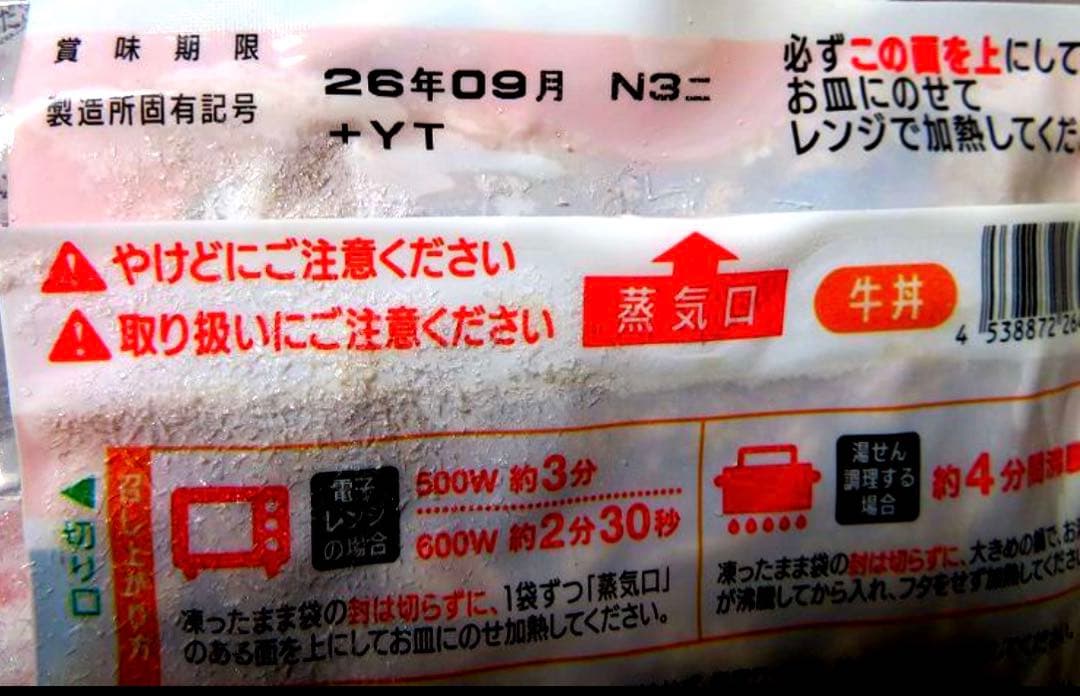 賞味期限
製造所固有記号
26年09月 N3ニ
+YT
必ずこの面を上にして
お皿にのせて
レンジで加熱してくだ
やけどにご注意ください
取り扱いにご注意ください
蒸気口
牛丼
4 538872 26
切り口
召し上がり方
電子
レンジ
の場合
500W 約3分
600W 約2分30秒
凍ったまま袋の封は切らずに、1袋ずつ「蒸気口」
のある面を上にしてお皿にのせ加熱してください。
湯せん
調理する
場合
約4分間沸騰
凍ったまま袋の封は切らずに、大きめの鍋で、お
が沸騰してから入れ、フタをせず加熱してくださ